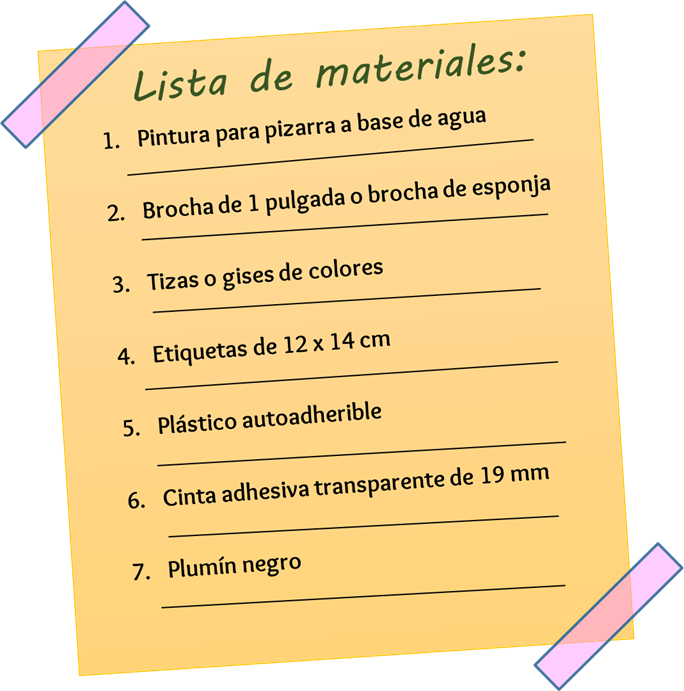 Lista de materiales:
1. Pintura para pizarra a base de agua
2. Brocha de 1 pulgada o brocha de esponja
3. Tizas o gises de colores
4. Etiquetas de 12 x 14 cm
5. Plástico autoadherible
6. Cinta adhesiva transparente de 19 mm
7. Plumín negro